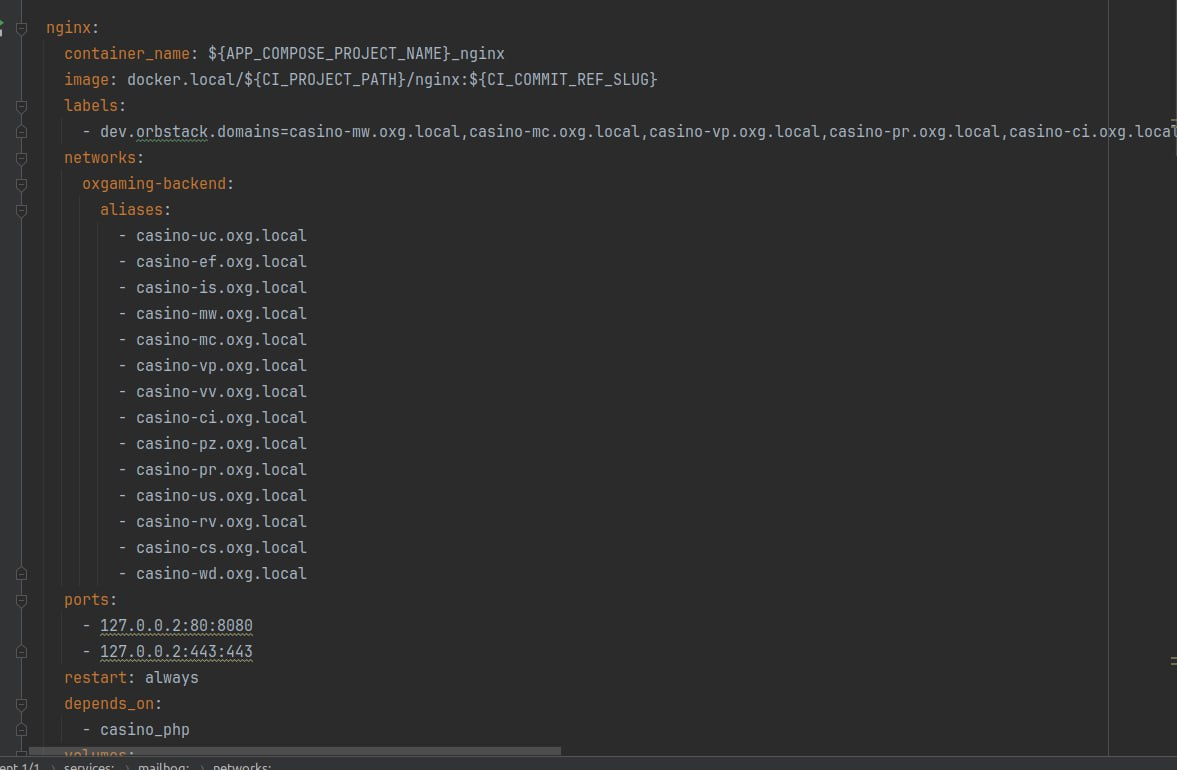 nginx:
container_name: ${APP_COMPOSE_PROJECT_NAME}_nginx
image: docker.local/${CI_PROJECT_PATH}/nginx:${CI_COMMIT_REF_SLUG}
labels:
- dev.orbstack.domains=casino-mw.oxg.local,casino-mc.oxg.local,casino-vp.oxg.local,casino-pr.oxg.local,casino-ci.oxg.local
networks:
oxgaming-backend:
aliases:
- casino-uc.oxg.local
- casino-ef.oxg.local
- casino-is.oxg.local
- casino-mw.oxg.local
- casino-mc.oxg.local
- casino-vp.oxg.local
- casino-vv.oxg.local
- casino-ci.oxg.local
- casino-pz.oxg.local
- casino-pr.oxg.local
- casino-us.oxg.local
- casino-rv.oxg.local
- casino-cs.oxg.local
- casino-wd.oxg.local
ports:
- 127.0.0.2:80:8080
- 127.0.0.2:443:443
restart: always
depends_on:
- casino_php
volumes:
ent 1/1 › services: › mailhog: › networks: